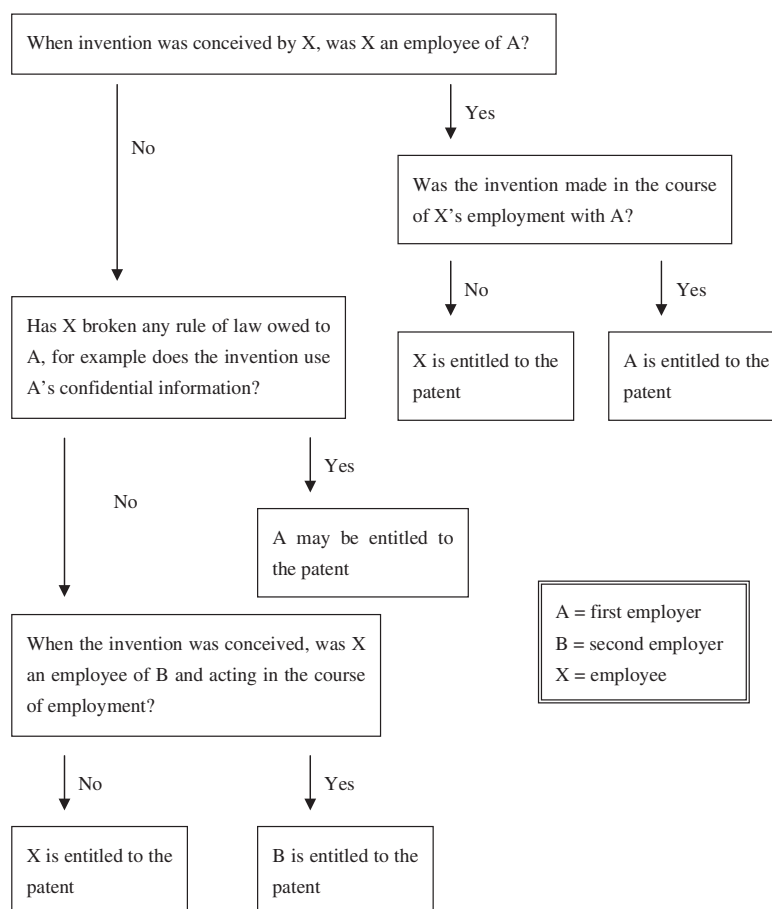 When invention was conceived by X, was X an employee of A?
Yes
No
Was the invention made in the course
of X's employment with A?
No
Yes
Has X broken any rule of law owed to
A, for example does the invention use
A's confidential information?
X is entitled to the
patent
A is entitled to the
patent
Yes
No
A may be entitled to
the patent
A = first employer
B = second employer
X = employee
When the invention was conceived, was X
an employee of B and acting in the course
of employment?
No
Yes
X is entitled to the
patent
B is entitled to the
patent